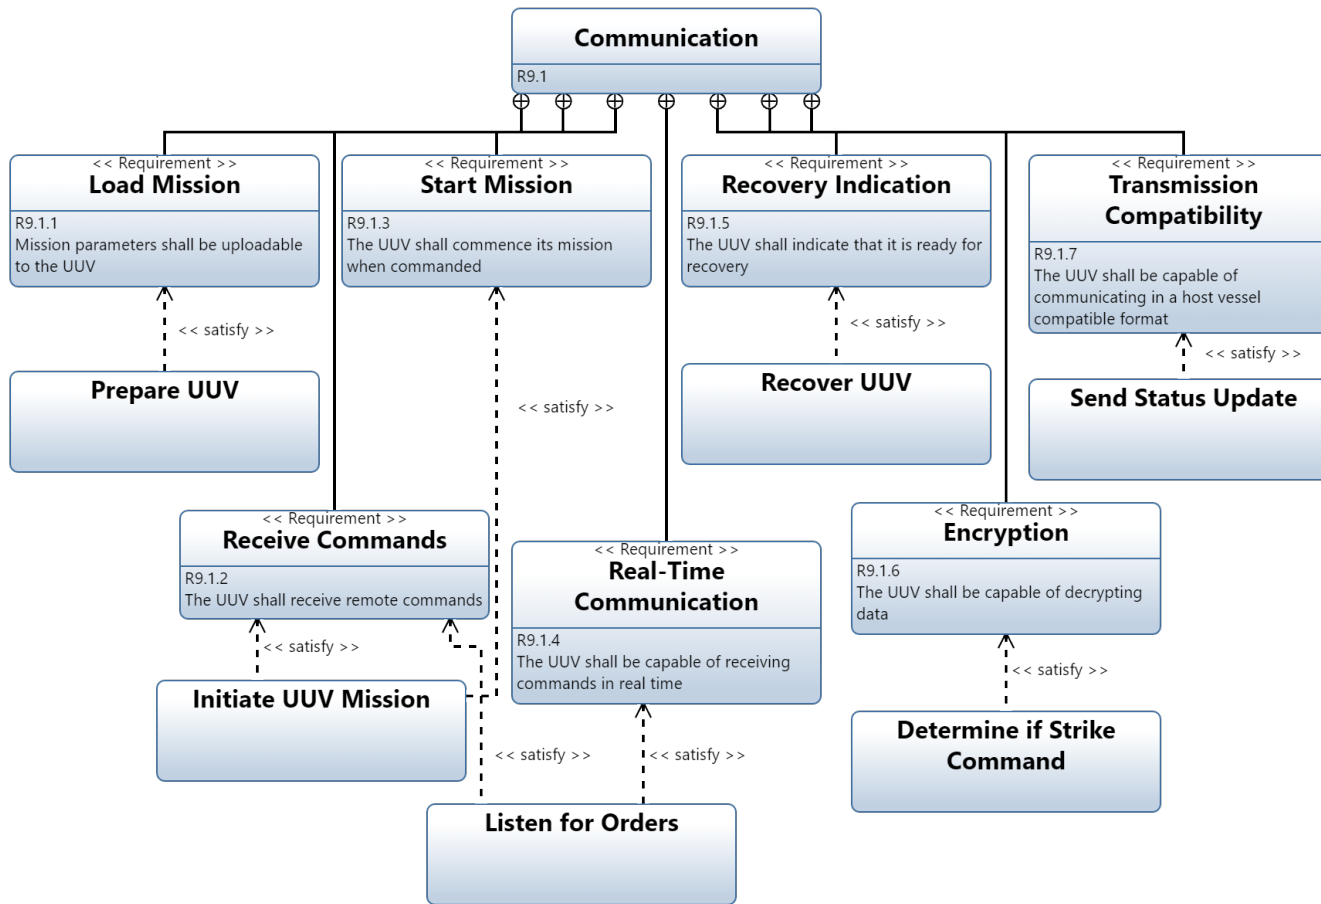 Communication
R9.1
<< Requirement >>
Load Mission
R9.1.1
Mission parameters shall be uploadable
to the UUV
<< Requirement >>
Start Mission
R9.1.3
The UUV shall commence its mission
when commanded
<< Requirement >>
Recovery Indication
R9.1.5
The UUV shall indicate that it is ready for
recovery
<< Requirement >>
Transmission
Compatibility
R9.1.7
The UUV shall be capable of
communicating in a host vessel
compatible format
<< satisfy >>
<< satisfy >>
<< satisfy >>
<< satisfy >>
Prepare UUV
Recover UUV
Send Status Update
<< Requirement >>
Receive Commands
R9.1.2
The UUV shall receive remote commands
<< Requirement >>
Real-Time
Communication
R9.1.4
The UUV shall be capable of receiving
commands in real time
<< Requirement >>
Encryption
R9.1.6
The UUV shall be capable of decrypting
data
<< satisfy >>
<< satisfy >>
Initiate UUV Mission
Determine if Strike
Command
<< satisfy >>
<< satisfy >>
Listen for Orders